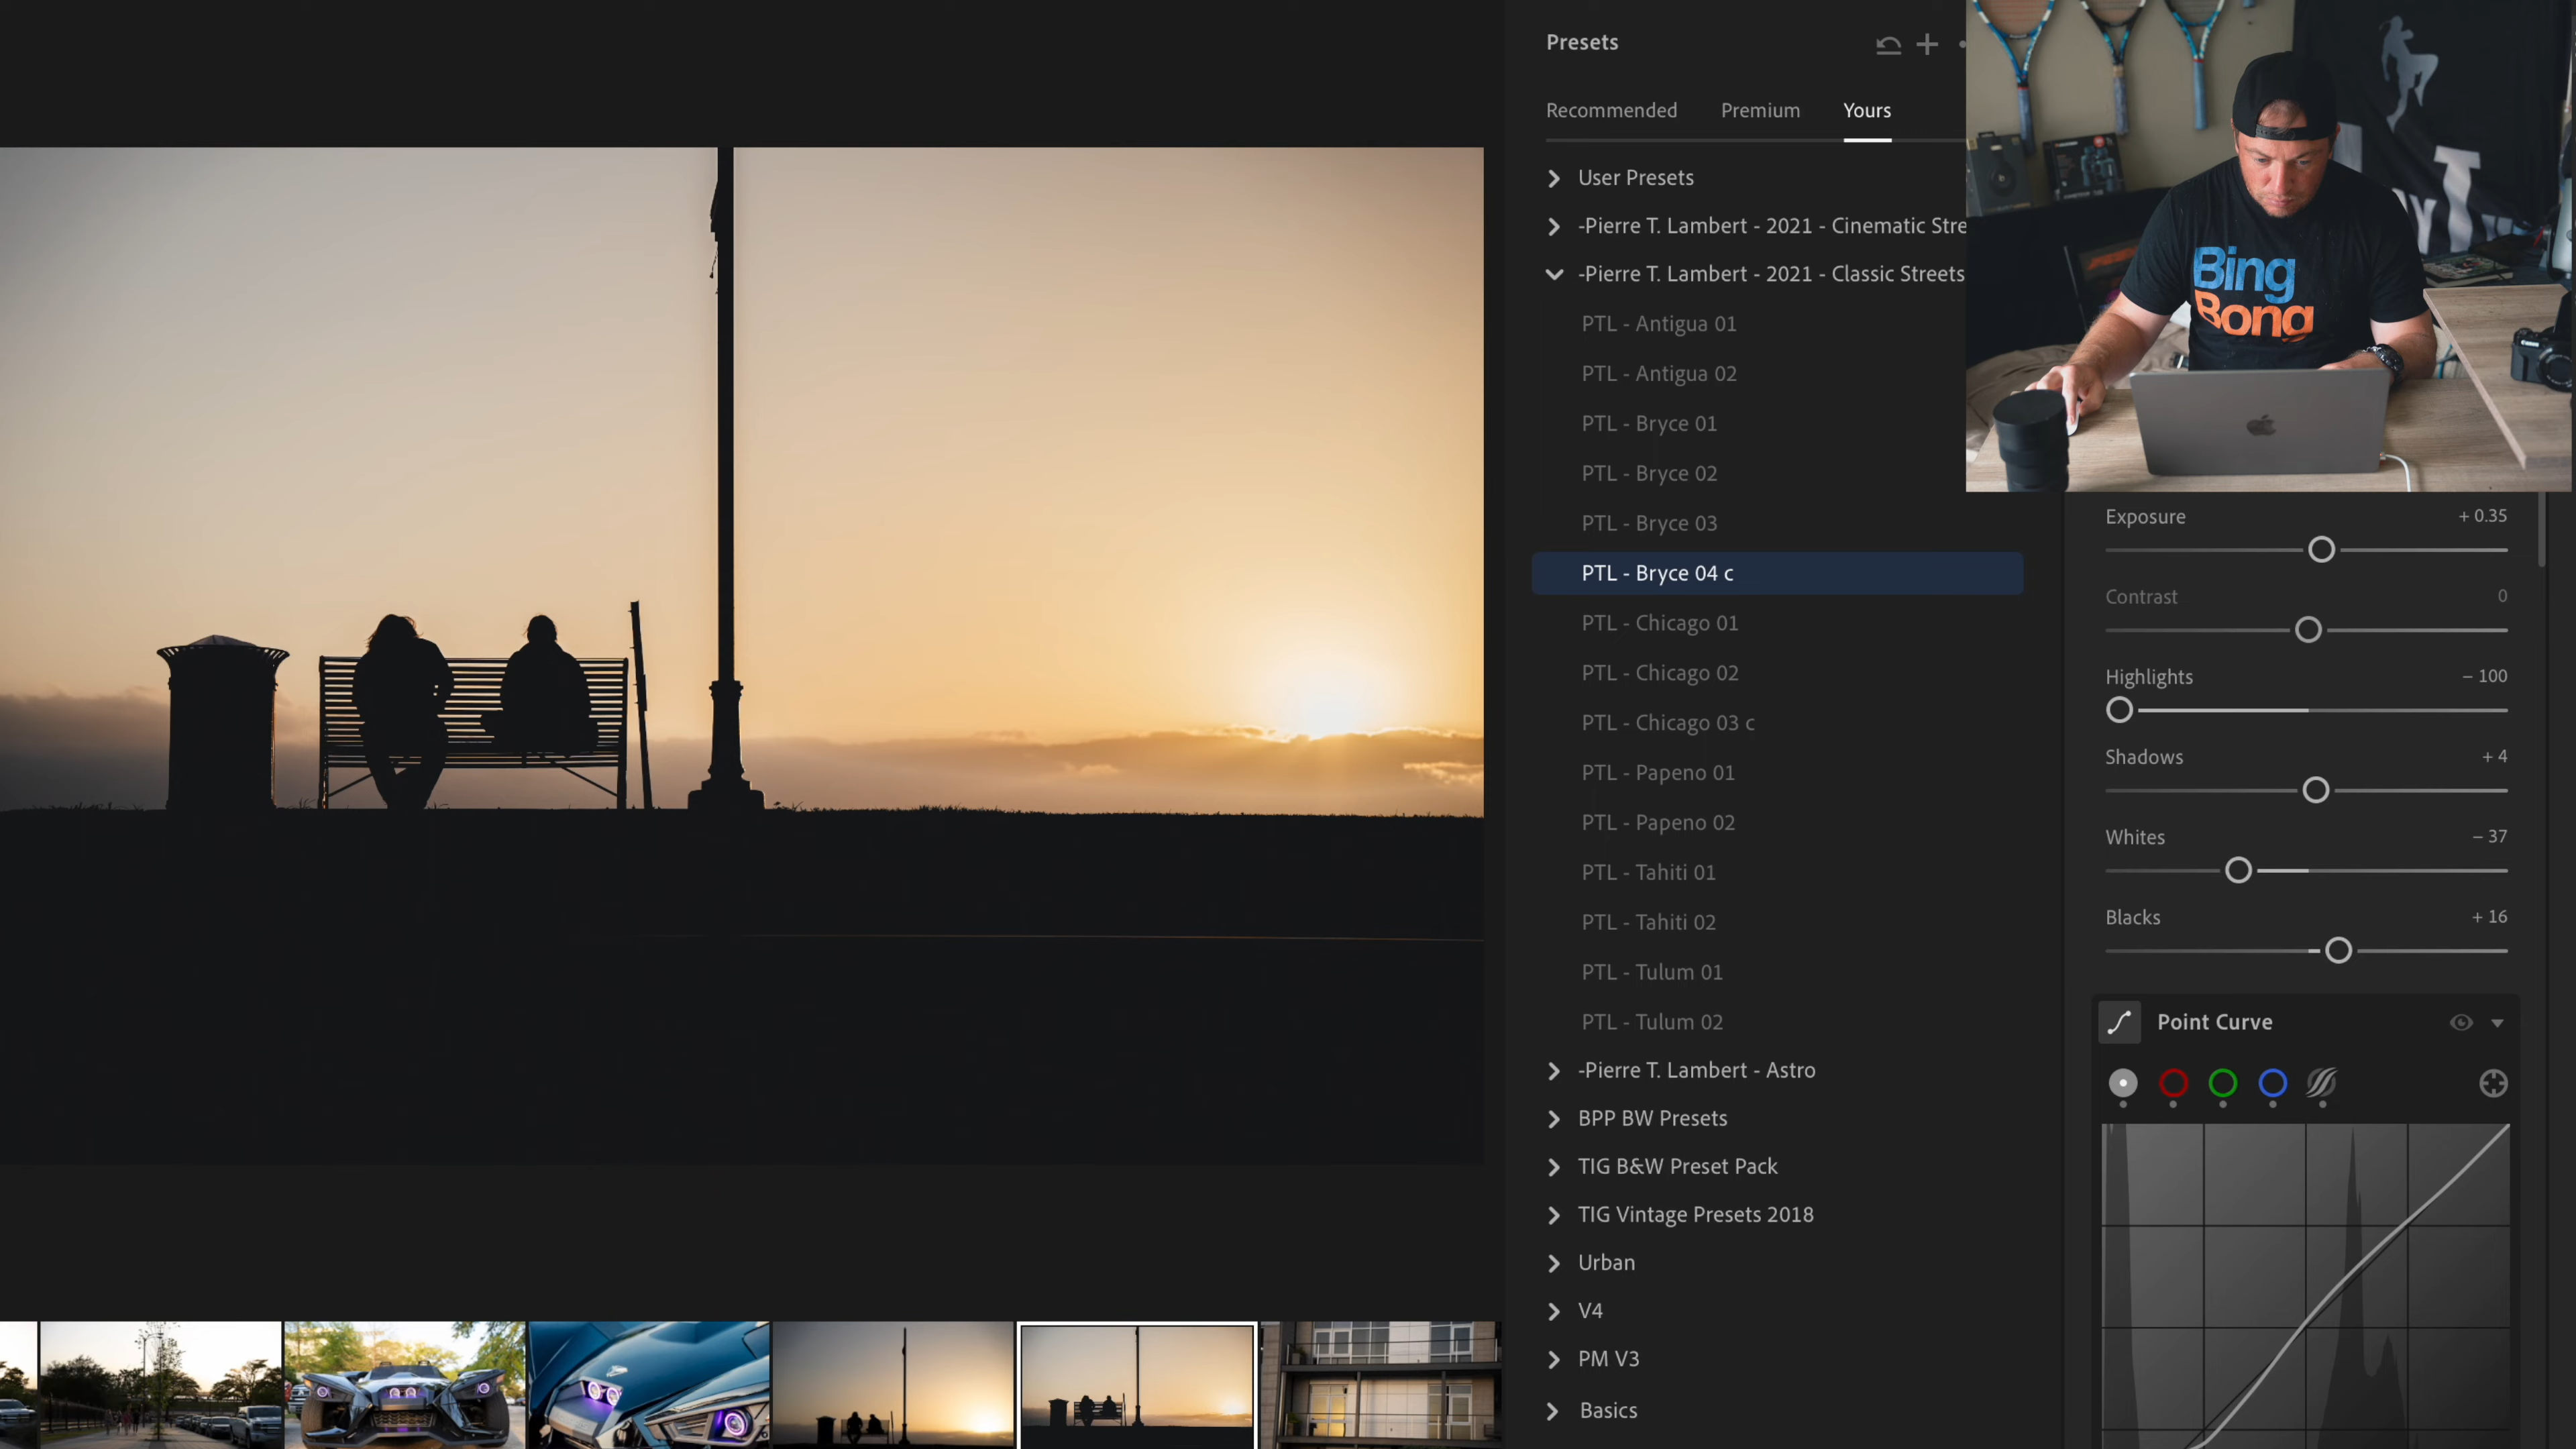 Presets
Recommended Premium Yours
User Presets
-Pierre T. Lambert - 2021 - Cinematic Stre
-Pierre T. Lambert - 2021 - Classic Streets
PTL - Antigua 01
PTL - Antigua 02
PTL - Bryce 01
PTL - Bryce 02
PTL - Bryce 03
PTL - Bryce 04 c
PTL - Chicago 01
PTL - Chicago 02
PTL - Chicago 03 c
PTL - Papeno 01
PTL - Papeno 02
PTL - Tahiti 01
PTL - Tahiti 02
PTL - Tulum 01
PTL - Tulum 02
-Pierre T. Lambert - Astro
BPP BW Presets
TIG B&W Preset Pack
TIG Vintage Presets 2018
Urban
V4
PM V3
Basics
Bing
Bong
Exposure + 0.35
Contrast 0
Highlights – 100
Shadows + 4
Whites – 37
Blacks + 16
Point Curve